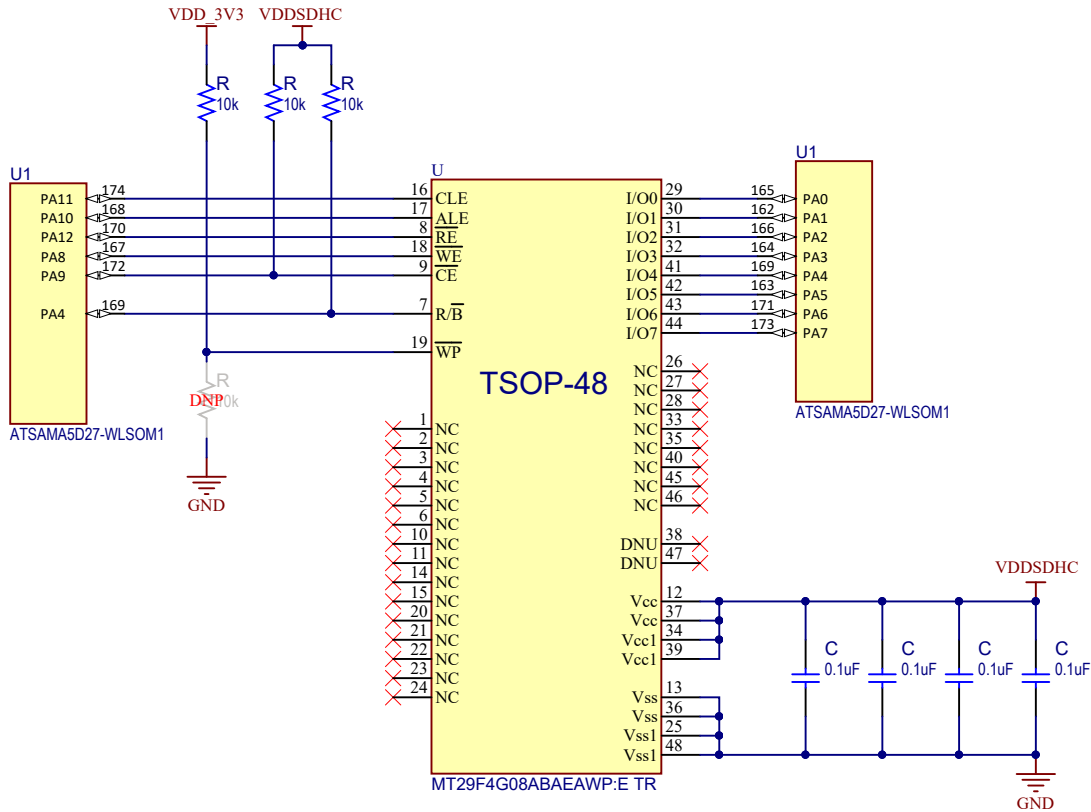 VDD_3V3 VDDSDHC
R
10k
R
10k
R
10k
U1
PA11 174
PA10 168
PA12 170
PA8 167
PA9 172
PA4 169
ATSAMA5D27-WLSOM1
R
DNP
GND
U
16 CLE
17 ALE
8 RE
18 WE
9 CE
7 R/B
19 WP
TSOP-48
1 NC
2 NC
3 NC
4 NC
5 NC
6 NC
10 NC
11 NC
14 NC
15 NC
20 NC
21 NC
22 NC
23 NC
24 NC
I/O0 29
I/O1 30
I/O2 31
I/O3 32
I/O4 41
I/O5 42
I/O6 43
I/O7 44
NC 26
NC 27
NC 28
NC 33
NC 35
NC 40
NC 45
NC 46
DNU 38
DNU 47
Vcc 12
Vcc 37
Vcc1 34
Vcc1 39
Vss 13
Vss 36
Vss1 25
Vss1 48
MT29F4G08ABAEAWP:E TR
U1
165 PA0
162 PA1
166 PA2
164 PA3
169 PA4
163 PA5
171 PA6
173 PA7
ATSAMA5D27-WLSOM1
VDDSDHC
C
0.1uF
C
0.1uF
C
0.1uF
C
0.1uF
GND